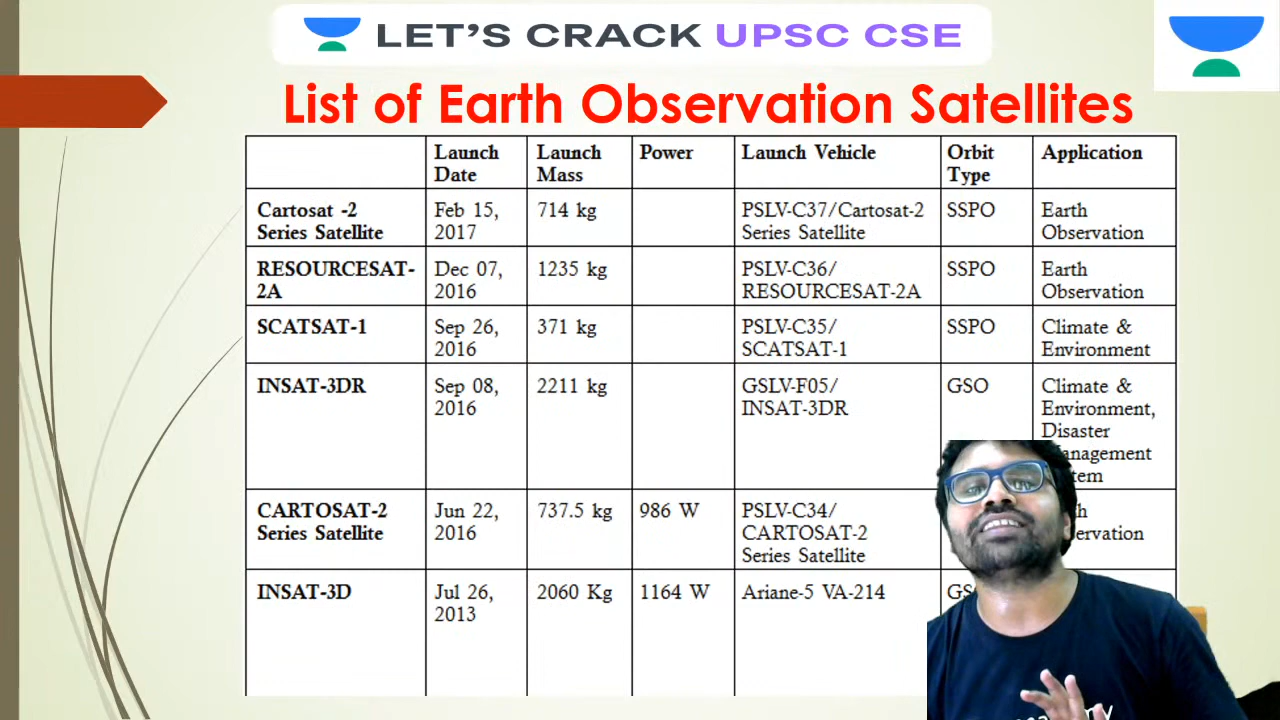 LET'S CRACK UPSC CSE
List of Earth Observation Satellites
Launch Date Launch Mass Power Launch Vehicle Orbit Type Application
Cartosat -2 Series Satellite Feb 15, 2017 714 kg PSLV-C37/Cartosat-2 Series Satellite SSPO Earth Observation
RESOURCESAT-2A Dec 07, 2016 1235 kg PSLV-C36/ RESOURCESAT-2A SSPO Earth Observation
SCATSAT-1 Sep 26, 2016 371 kg PSLV-C35/ SCATSAT-1 SSPO Climate & Environment
INSAT-3DR Sep 08, 2016 2211 kg GSLV-F05/ INSAT-3DR GSO Climate & Environment, Disaster
CARTOSAT-2 Series Satellite Jun 22, 2016 737.5 kg 986 W PSLV-C34/ CARTOSAT-2 Series Satellite
INSAT-3D Jul 26, 2013 2060 Kg 1164 W Ariane-5 VA-214